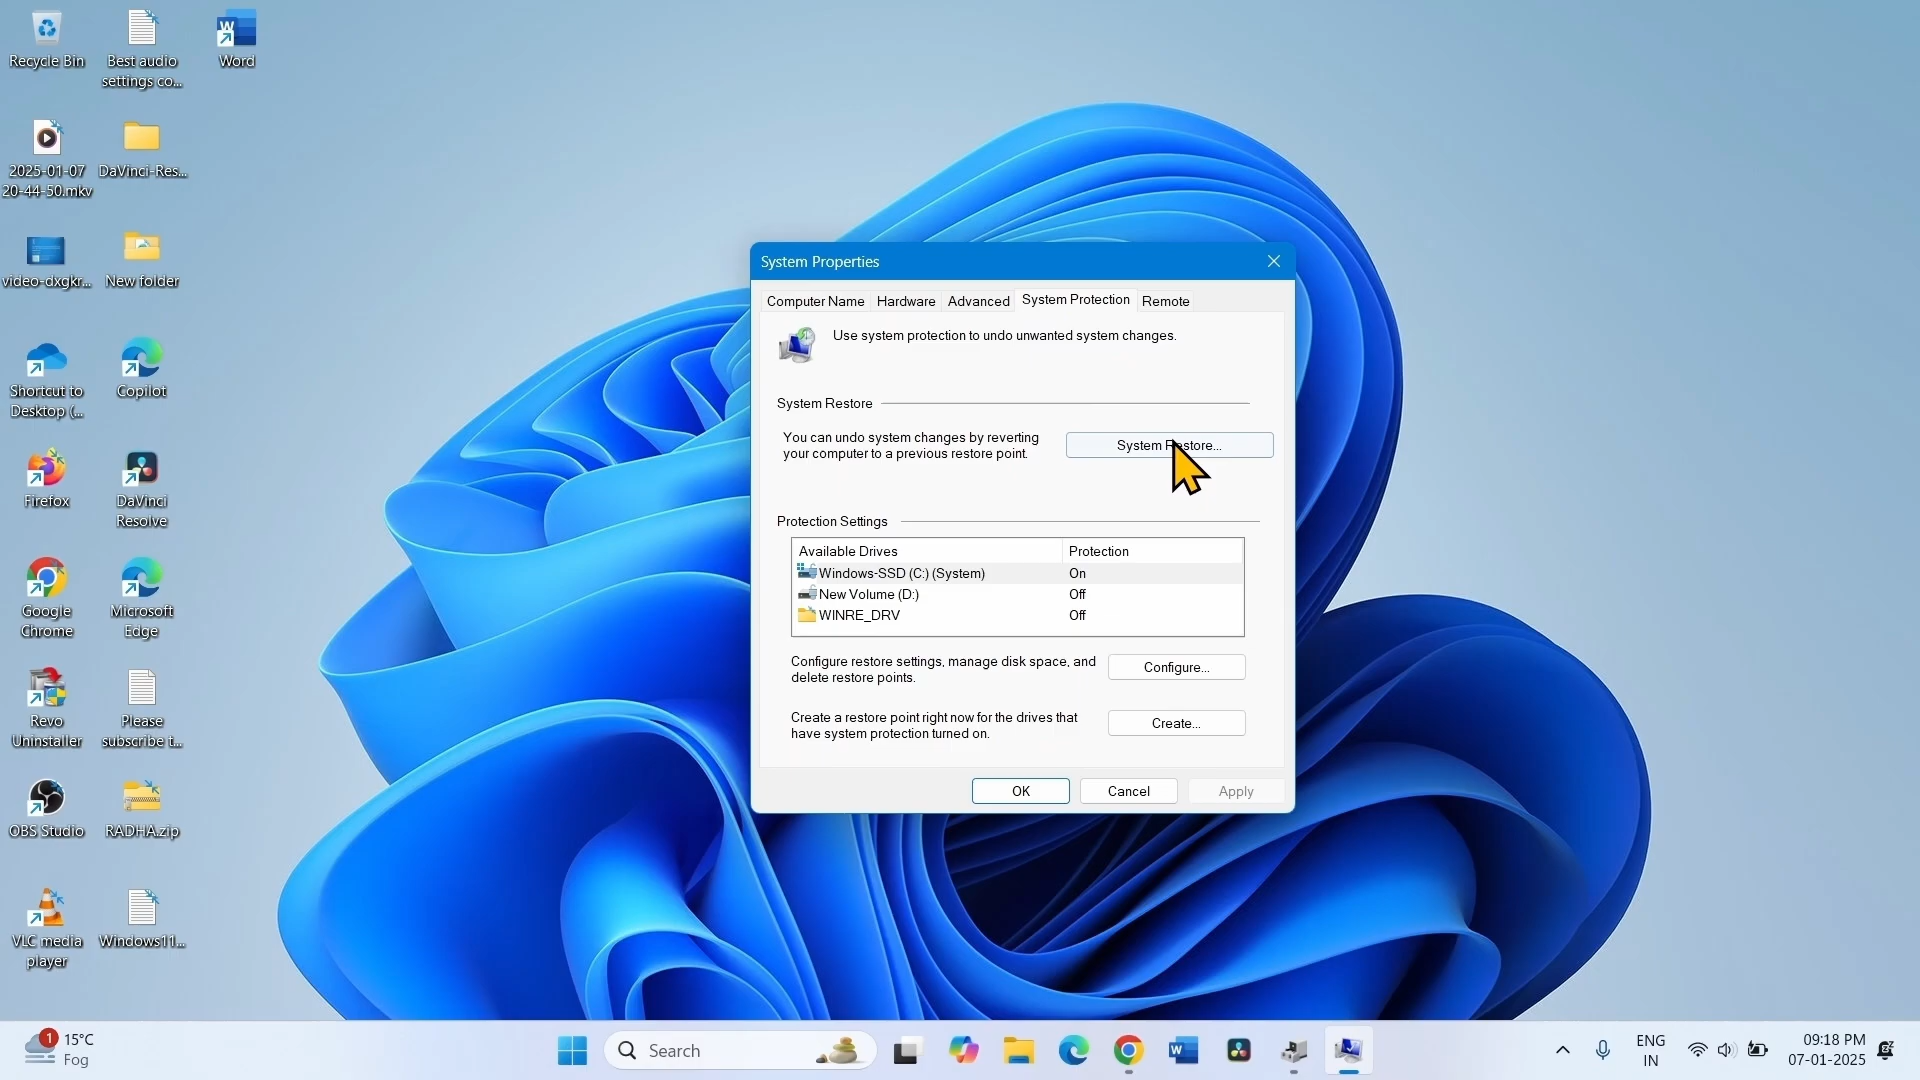 Recycle Bin
Best audio
settings co...
Word
2025-01-07
20-44-50.mkv
DaVinci-Res...
video-dxgkr...
New folder
Shortcut to
Desktop (...
Copilot
Firefox
DaVinci
Resolve
Google
Chrome
Microsoft
Edge
Revo
Uninstaller
Please
subscribe t...
OBS Studio
RADHA.zip
VLC media
player
Windows11...
System Properties
Computer Name
Hardware
Advanced
System Protection
Remote
Use system protection to undo unwanted system changes.
System Restore
You can undo system changes by reverting
your computer to a previous restore point.
System Restore...
Protection Settings
Available Drives
Protection
Windows-SSD (C:) (System)
On
New Volume (D:)
Off
WINRE_DRV
Off
Configure restore settings, manage disk space, and
delete restore points.
Configure...
Create a restore point right now for the drives that
have system protection turned on.
Create...
OK
Cancel
Apply
1
15°C
Fog
Search
ENG
IN
09:18 PM
07-01-2025